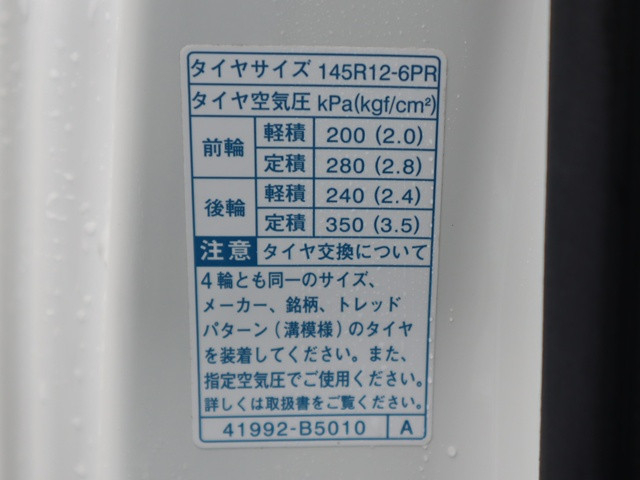 タイヤサイズ 145R12-6PR
タイヤ空気圧 kPa(kgf/cm²)
前輪 軽積 200 (2.0)
定積 280 (2.8)
後輪 軽積 240 (2.4)
定積 350 (3.5)
注意 タイヤ交換について
4輪とも同一のサイズ、
メーカー、銘柄、トレッド
パターン(溝模様)のタイヤ
を装着してください。また、
指定空気圧でご使用ください。
詳しくは取扱書をご覧ください。
41992-B5010 A